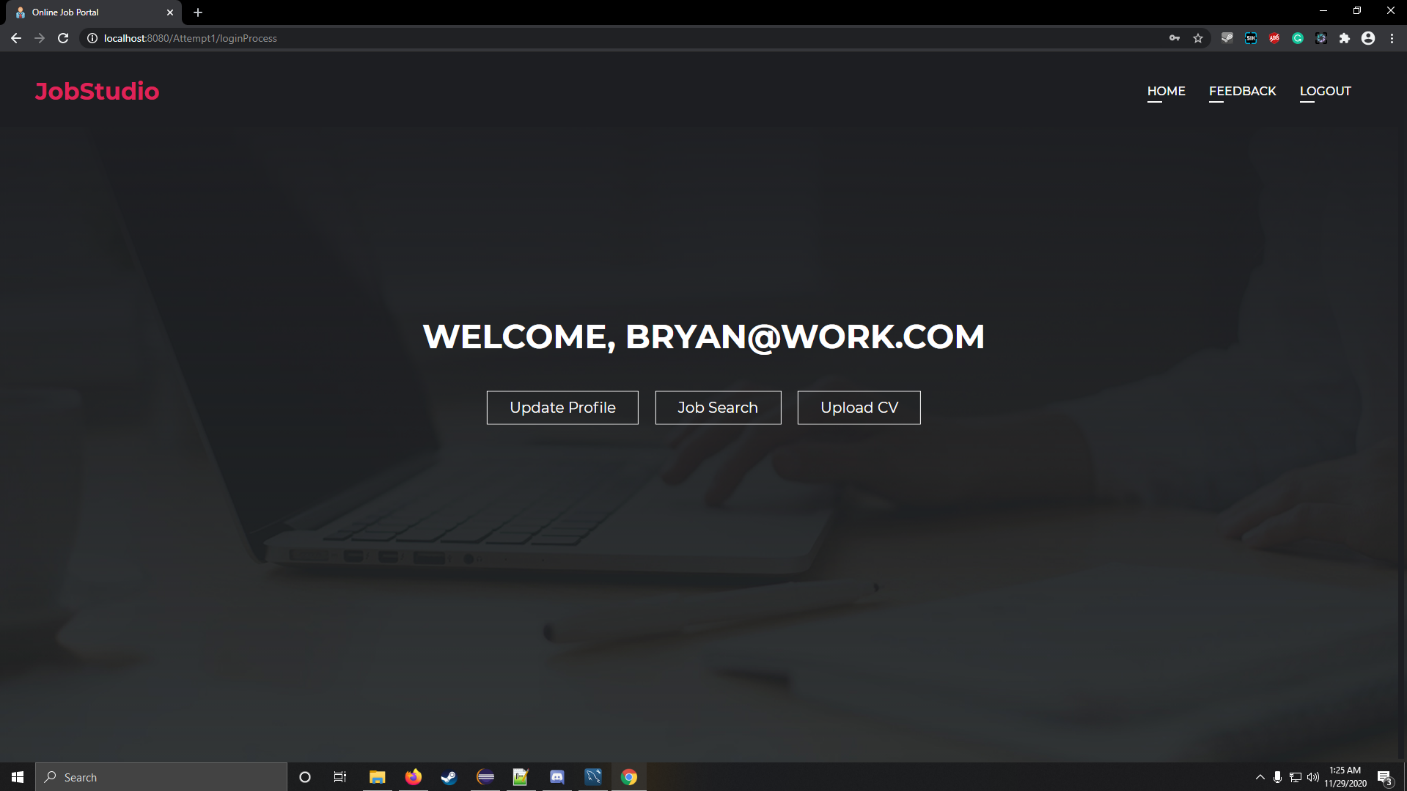 Online Job Portal
localhost:8080/Attempt1/loginProcess
JobStudio
HOME FEEDBACK LOGOUT
WELCOME, BRYAN@WORK.COM
Update Profile Job Search Upload CV
Search
1:25 AM
11/29/2020
3